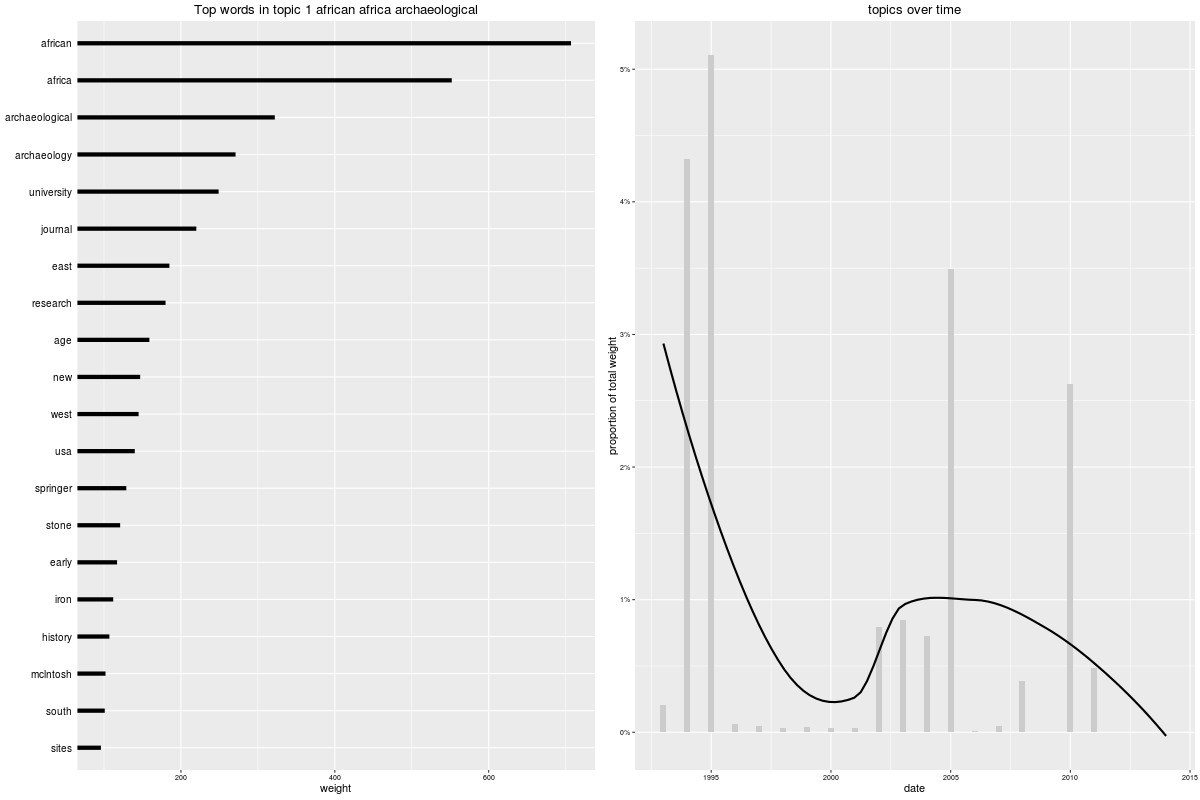 Top words in topic 1 african africa archaeological
african
africa
archaeological
archaeology
university
journal
east
research
age
new
west
usa
springer
stone
early
iron
history
mcintosh
south
sites
200
400
600
weight
topics over time
proportion of total weight
5%
4%
3%
2%
1%
0%
1995
2000
2005
2010
2015
date